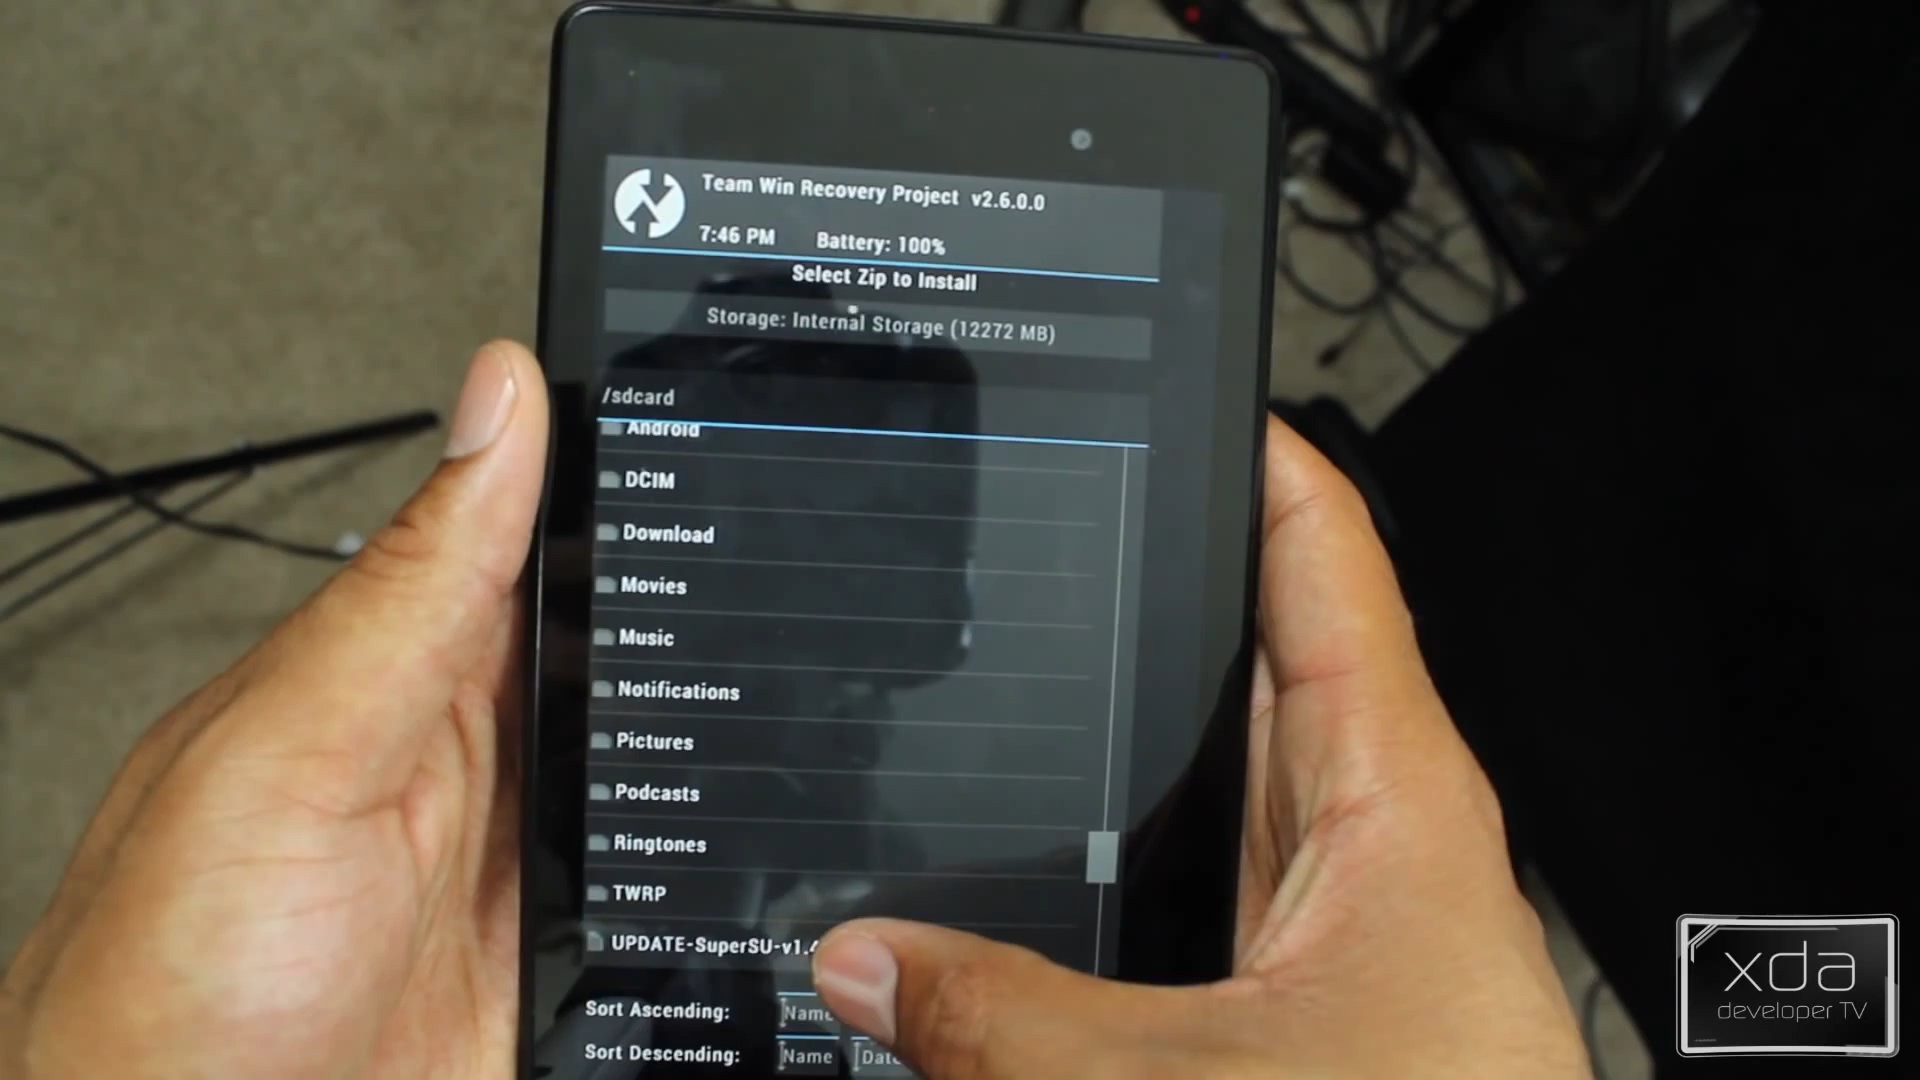 Team Win Recovery Project v2.6.0.0
7:46 PM Battery: 100%
Select Zip to Install
Storage: Internal Storage (12272 MB)
/sdcard
Android
DCIM
Download
Movies
Music
Notifications
Pictures
Podcasts
Ringtones
TWRP
UPDATE-SuperSU-v1.
Sort Ascending: Name
Sort Descending: Name Date
xda
developer TV